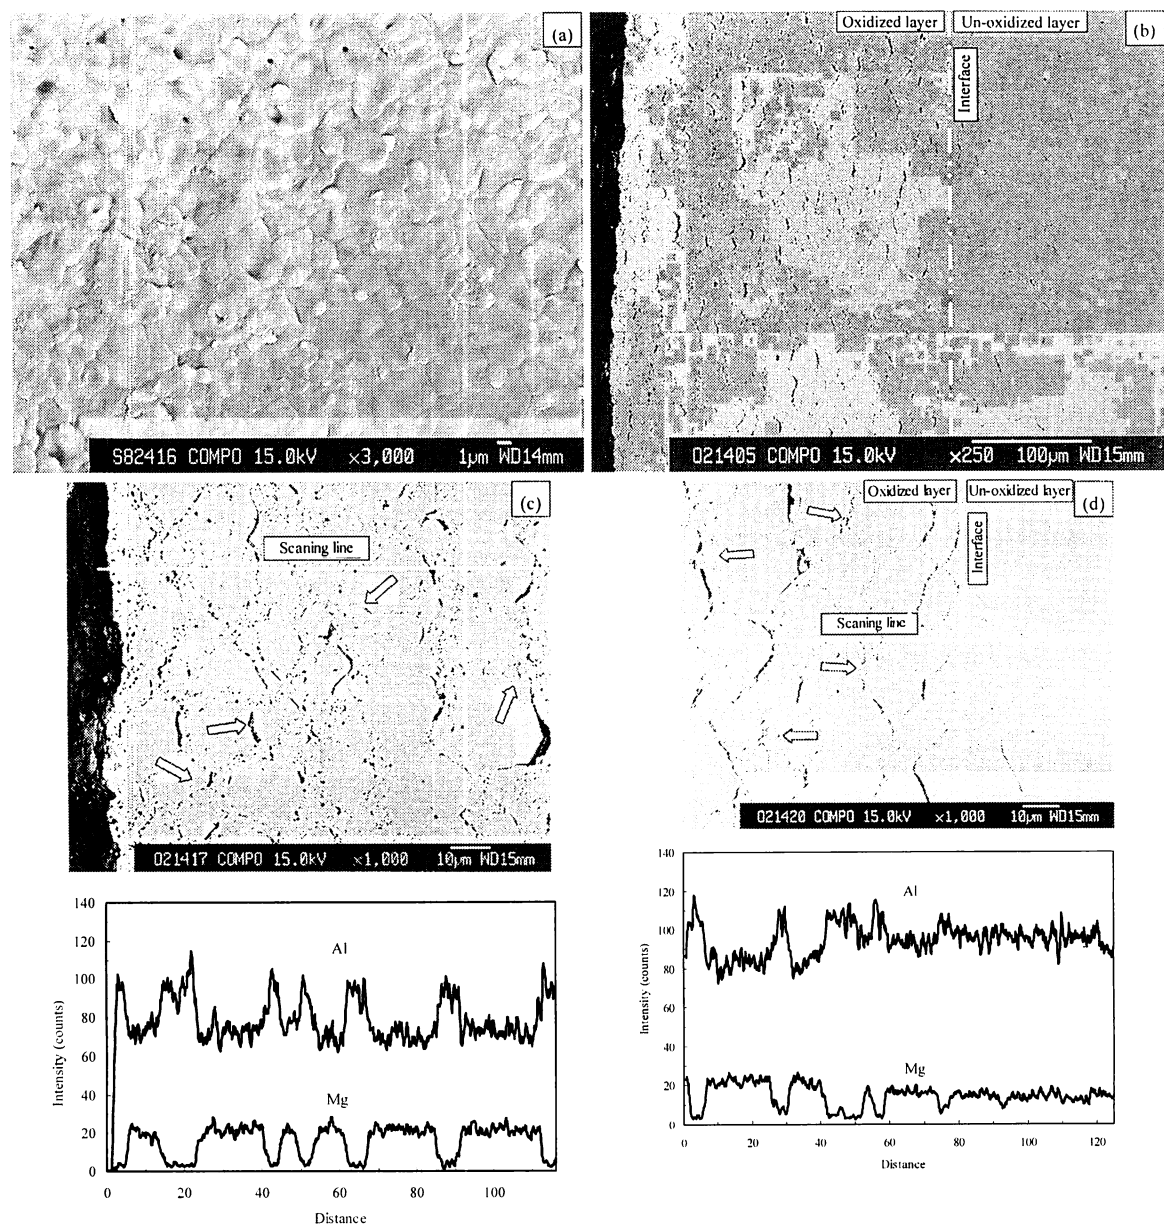 (a)
S82416 COMPO 15.0kV ×3,000 1μm WD14mm
Oxidized layer Un-oxidized layer (b)
Interface
021405 COMPO 15.0kV ×250 100μm WD15mm
(c)
Scaning line
021417 COMPO 15.0kV ×1,000 10μm WD15mm
Oxidized layer Un-oxidized layer (d)
Interface
Scaning line
021420 COMPO 15.0kV ×1,000 10μm WD15mm
140
120
100
80
60
40
20
0
Intensity (counts)
Al
Mg
0 20 40 60 80 100
Distance
140
120
100
80
60
40
20
0
Intensity (counts)
Al
Mg
0 20 40 60 80 100 120
Distance